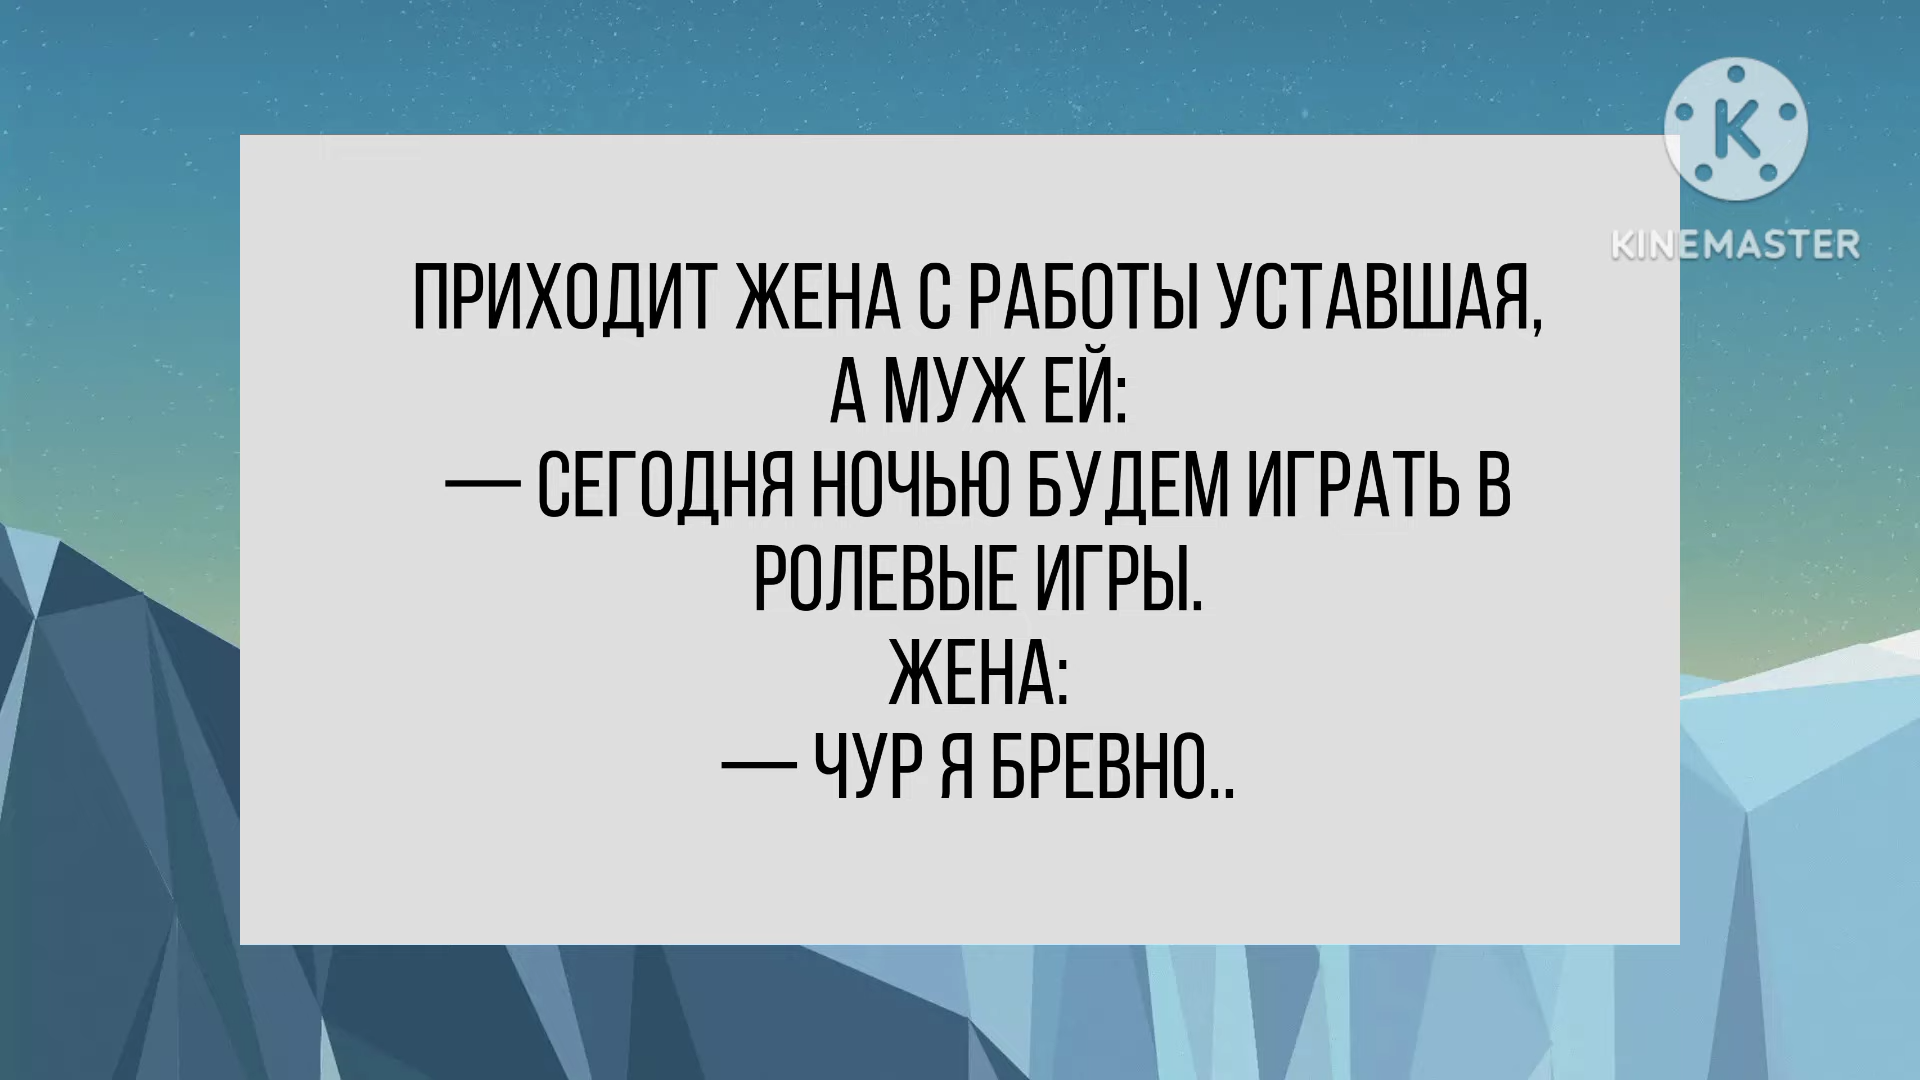 ПРИХОДИТ ЖЕНА С РАБОТЫ УСТАВШАЯ,
А МУЖ ЕЙ:
— СЕГОДНЯ НОЧЬЮ БУДЕМ ИГРАТЬ В
РОЛЕВЫЕ ИГРЫ.
ЖЕНА:
— ЧУР Я БРЕВНО..
K
KINEMASTER